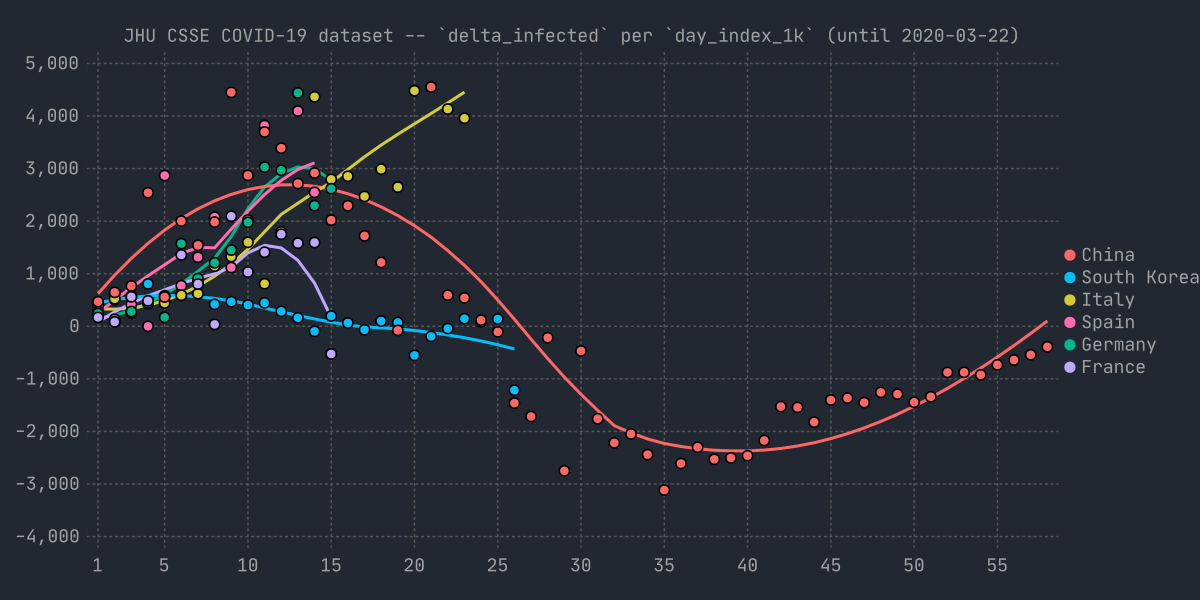 JHU CSSE COVID-19 dataset -- `delta_infected` per `day_index_1k` (until 2020-03-22)
5,000
4,000
3,000
2,000
1,000
0
-1,000
-2,000
-3,000
-4,000
1 5 10 15 20 25 30 35 40 45 50 55
China
South Korea
Italy
Spain
Germany
France